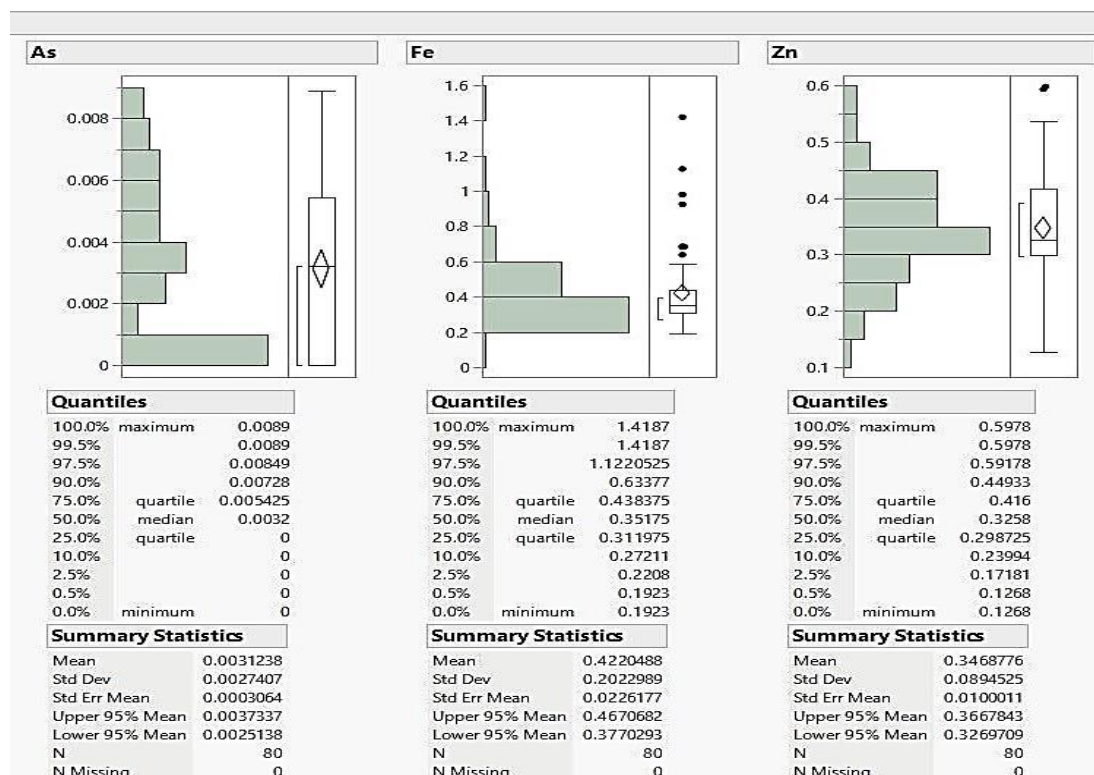 As
0.008
0.006
0.004
0.002
0
Quantiles
100.0% maximum 0.0089
99.5% 0.0089
97.5% 0.00849
90.0% 0.00728
75.0% quartile 0.005425
50.0% median 0.0032
25.0% quartile 0
10.0% 0
2.5% 0
0.5% 0
0.0% minimum 0
Summary Statistics
Mean 0.0031238
Std Dev 0.0027407
Std Err Mean 0.0003064
Upper 95% Mean 0.0037337
Lower 95% Mean 0.0025138
N 80
N Missing 0
Fe
1.6
1.4
1.2
1
0.8
0.6
0.4
0.2
0
Quantiles
100.0% maximum 1.4187
99.5% 1.4187
97.5% 1.1220525
90.0% 0.63377
75.0% quartile 0.438375
50.0% median 0.35175
25.0% quartile 0.311975
10.0% 0.27211
2.5% 0.2208
0.5% 0.1923
0.0% minimum 0.1923
Summary Statistics
Mean 0.4220488
Std Dev 0.2022989
Std Err Mean 0.0226177
Upper 95% Mean 0.4670682
Lower 95% Mean 0.3770293
N 80
N Missing 0
Zn
0.6
0.5
0.4
0.3
0.2
0.1
Quantiles
100.0% maximum 0.5978
99.5% 0.5978
97.5% 0.59178
90.0% 0.44933
75.0% quartile 0.416
50.0% median 0.3258
25.0% quartile 0.298725
10.0% 0.23994
2.5% 0.17181
0.5% 0.1268
0.0% minimum 0.1268
Summary Statistics
Mean 0.3468776
Std Dev 0.0894525
Std Err Mean 0.0100011
Upper 95% Mean 0.3667843
Lower 95% Mean 0.3269709
N 80
N Missing 0